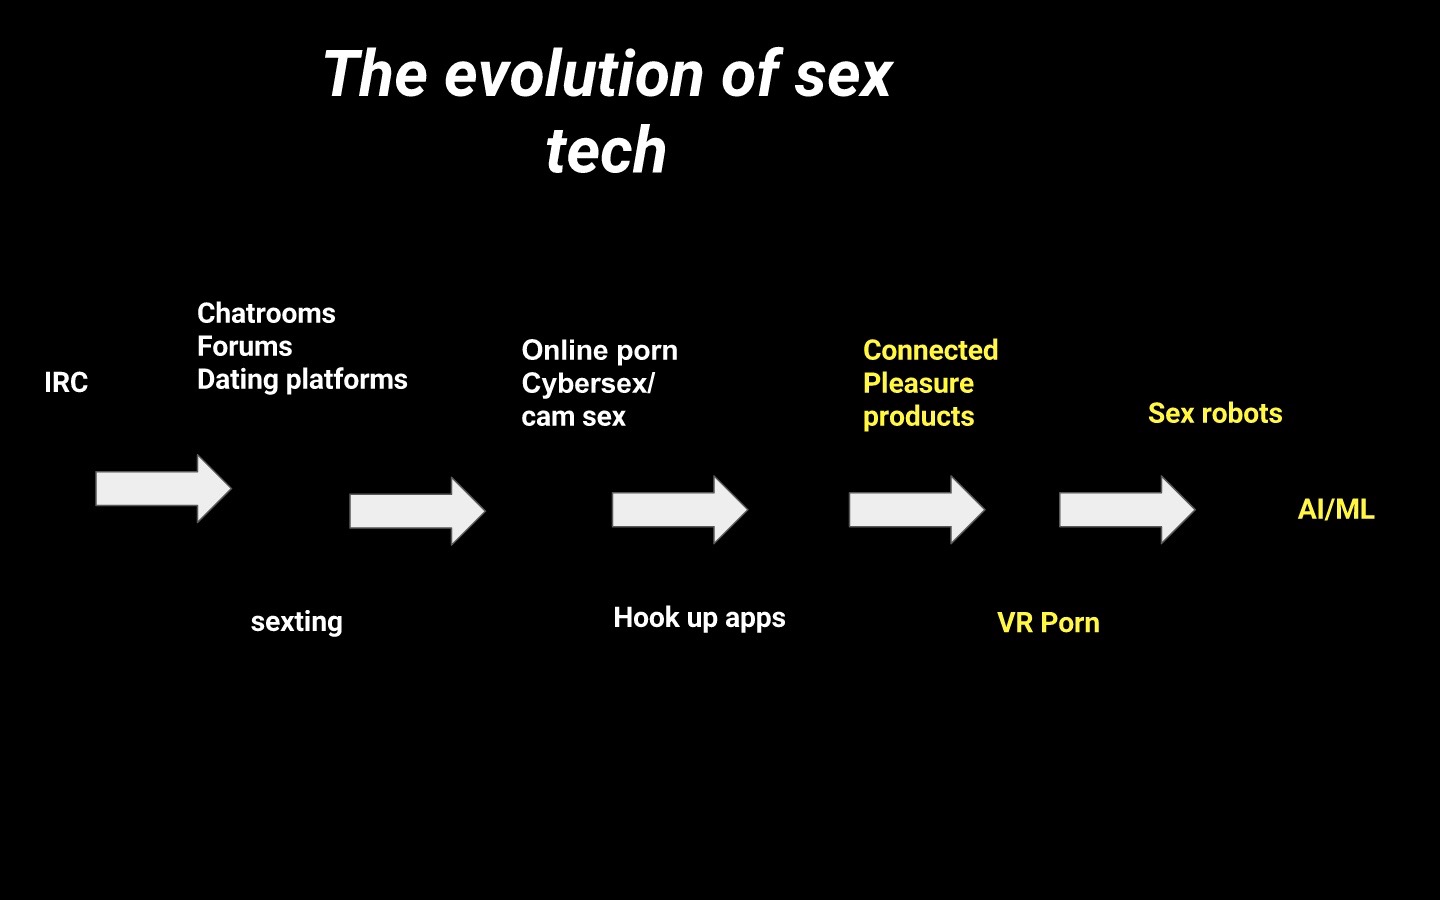 The evolution of sex
tech
IRC
Chatrooms
Forums
Dating platforms
Online porn
Cybersex/
cam sex
Connected
Pleasure
products
Sex robots
AI/ML
sexting
Hook up apps
VR Porn